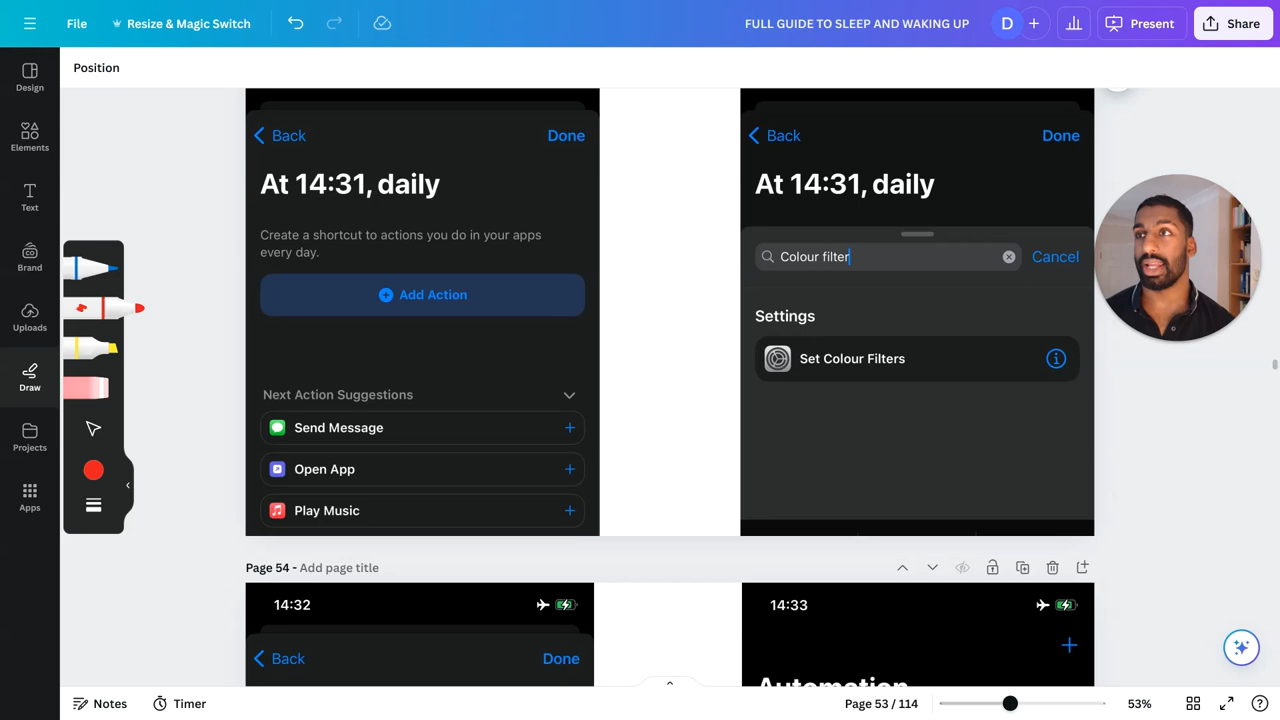 File
Resize & Magic Switch
FULL GUIDE TO SLEEP AND WAKING UP
D
Present
Share
Position
Design
Elements
Text
Brand
Uploads
Draw
Projects
Apps
Back
Done
At 14:31, daily
Create a shortcut to actions you do in your apps
every day.
Add Action
Next Action Suggestions
Send Message
Open App
Play Music
Back
Done
At 14:31, daily
Colour filter
Cancel
Settings
Set Colour Filters
Page 54 - Add page title
14:32
Back
Done
14:33
Automation
Notes
Timer
Page 53 / 114
53%